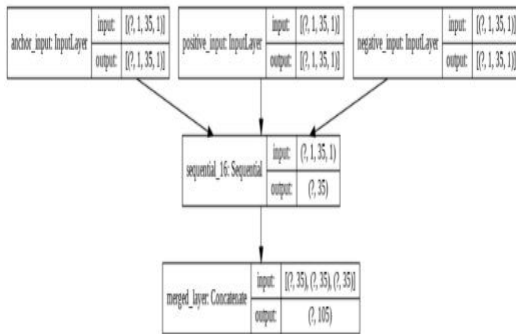 anchor_input: InputLayer input: [(?, 1, 35, 1)] output: [(?, 1, 35, 1)]
positive_input: InputLayer input: [(?, 1, 35, 1)] output: [(?, 1, 35, 1)]
negative_input: InputLayer input: [(?, 1, 35, 1)] output: [(?, 1, 35, 1)]
sequential_16: Sequential input: (?, 1, 35, 1) output: (?, 35)
merged_layer: Concatenate input: [(?, 35), (?, 35), (?, 35)] output: (?, 105)